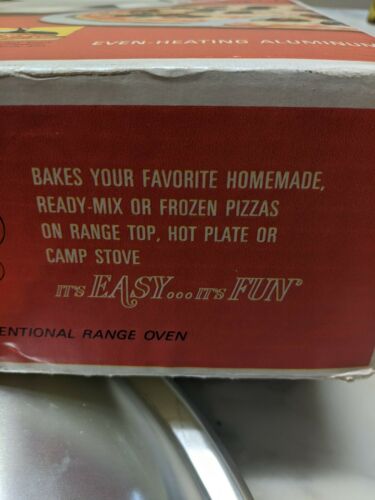 EVEN-HEATING ALUMINUM
BAKES YOUR FAVORITE HOMEMADE,
READY-MIX OR FROZEN PIZZAS
ON RANGE TOP, HOT PLATE OR
CAMP STOVE
IT'S EASY...IT'S FUN
ENTIONAL RANGE OVEN